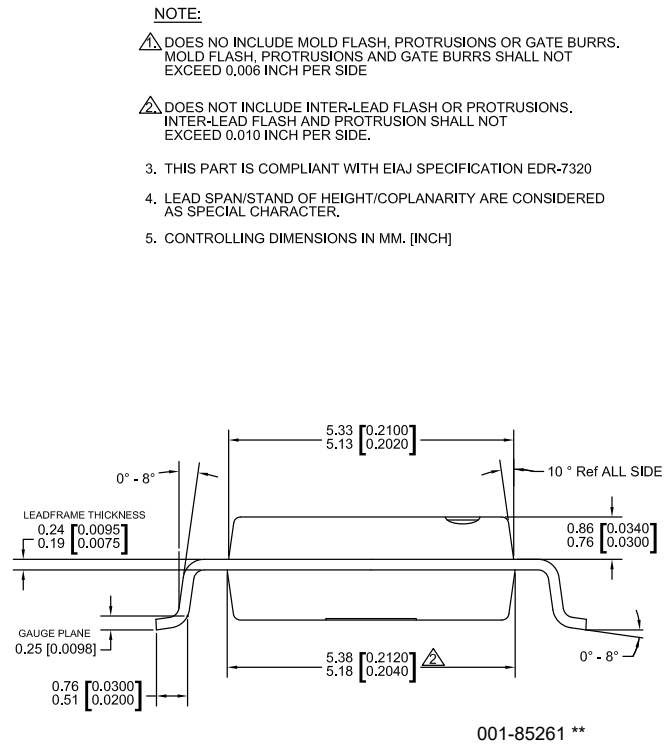 NOTE:
1. DOES NO INCLUDE MOLD FLASH, PROTRUSIONS OR GATE BURRS.
MOLD FLASH, PROTRUSIONS AND GATE BURRS SHALL NOT
EXCEED 0.006 INCH PER SIDE
2. DOES NOT INCLUDE INTER-LEAD FLASH OR PROTRUSIONS.
INTER-LEAD FLASH AND PROTRUSION SHALL NOT
EXCEED 0.010 INCH PER SIDE.
3. THIS PART IS COMPLIANT WITH EIAJ SPECIFICATION EDR-7320
4. LEAD SPAN/STAND OF HEIGHT/COPLANARITY ARE CONSIDERED
AS SPECIAL CHARACTER.
5. CONTROLLING DIMENSIONS IN MM. [INCH]
5.33 [0.2100]
5.13 [0.2020]
0° - 8°
10 ° Ref ALL SIDE
LEADFRAME THICKNESS
0.24 [0.0095]
0.19 [0.0075]
0.86 [0.0340]
0.76 [0.0300]
GAUGE PLANE
0.25 [0.0098]
5.38 [0.2120]
5.18 [0.2040]
2
0° - 8°
0.76 [0.0300]
0.51 [0.0200]
001-85261 **